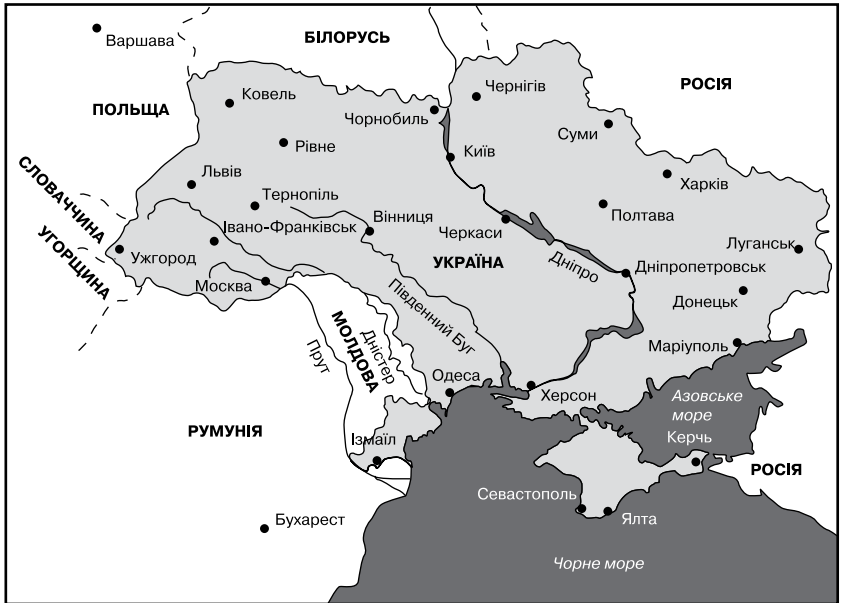 БІЛОРУСЬ
Варшава
РОСІЯ
ПОЛЬЩА
Ковель
Чорнобиль
Чернігів
Суми
Рівне
Київ
Харків
Львів
СЛОВАЧЧИНА
Тернопіль
Полтава
Івано-Франківськ
Вінниця
Черкаси
Луганськ
УГОРЩИНА
Ужгород
УКРАЇНА
Дніпро
Дніпропетровськ
Москва
Донецьк
Південний Буг
МОЛДОВА
Дністер
Прут
Маріуполь
Одеса
Херсон
Азовське
море
РУМУНІЯ
Ізмаїл
Керчь
РОСІЯ
Севастополь
Ялта
Бухарест
Чорне море